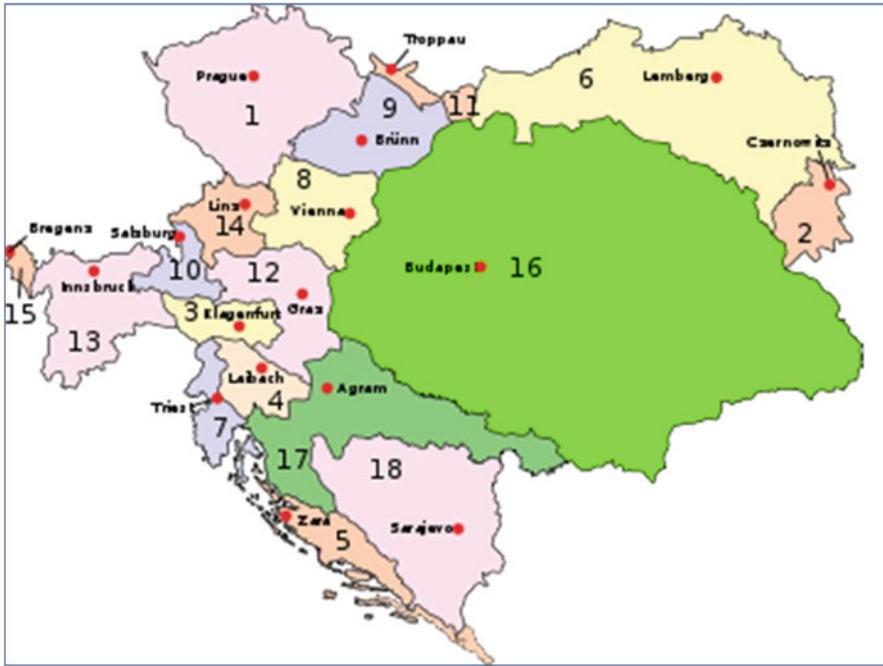 Troppau
Prague
1
9
11
6
Lemberg
Brünn
Czernowitz
8
Linz
14
Vienna
2
Bregenz
Salzburg
10
12
Budapest
16
Innsbruck
15
3
Klagenfurt
Graz
13
Laibach
4
Agram
Triest
7
17
18
Zara
5
Sarajevo